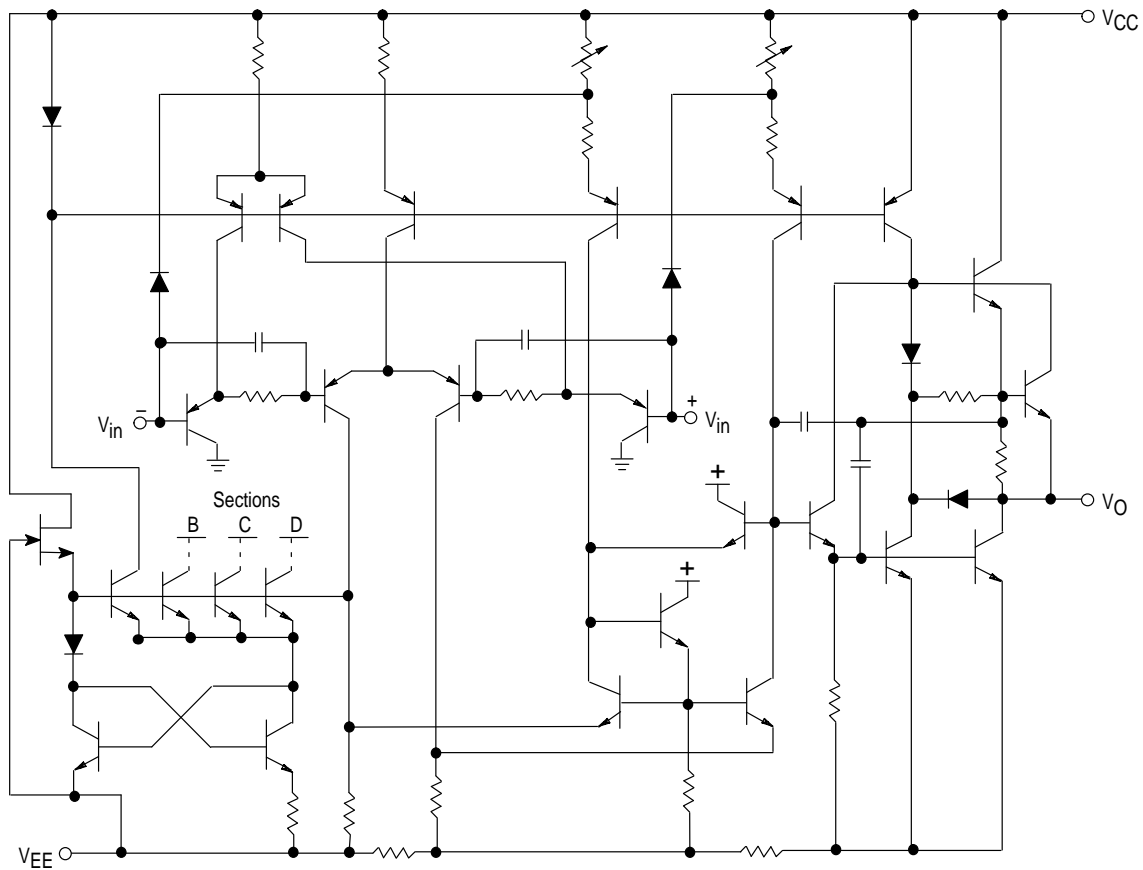 VCC
− Vin
+ Vin
Sections
B C D
+
VO
+
VEE